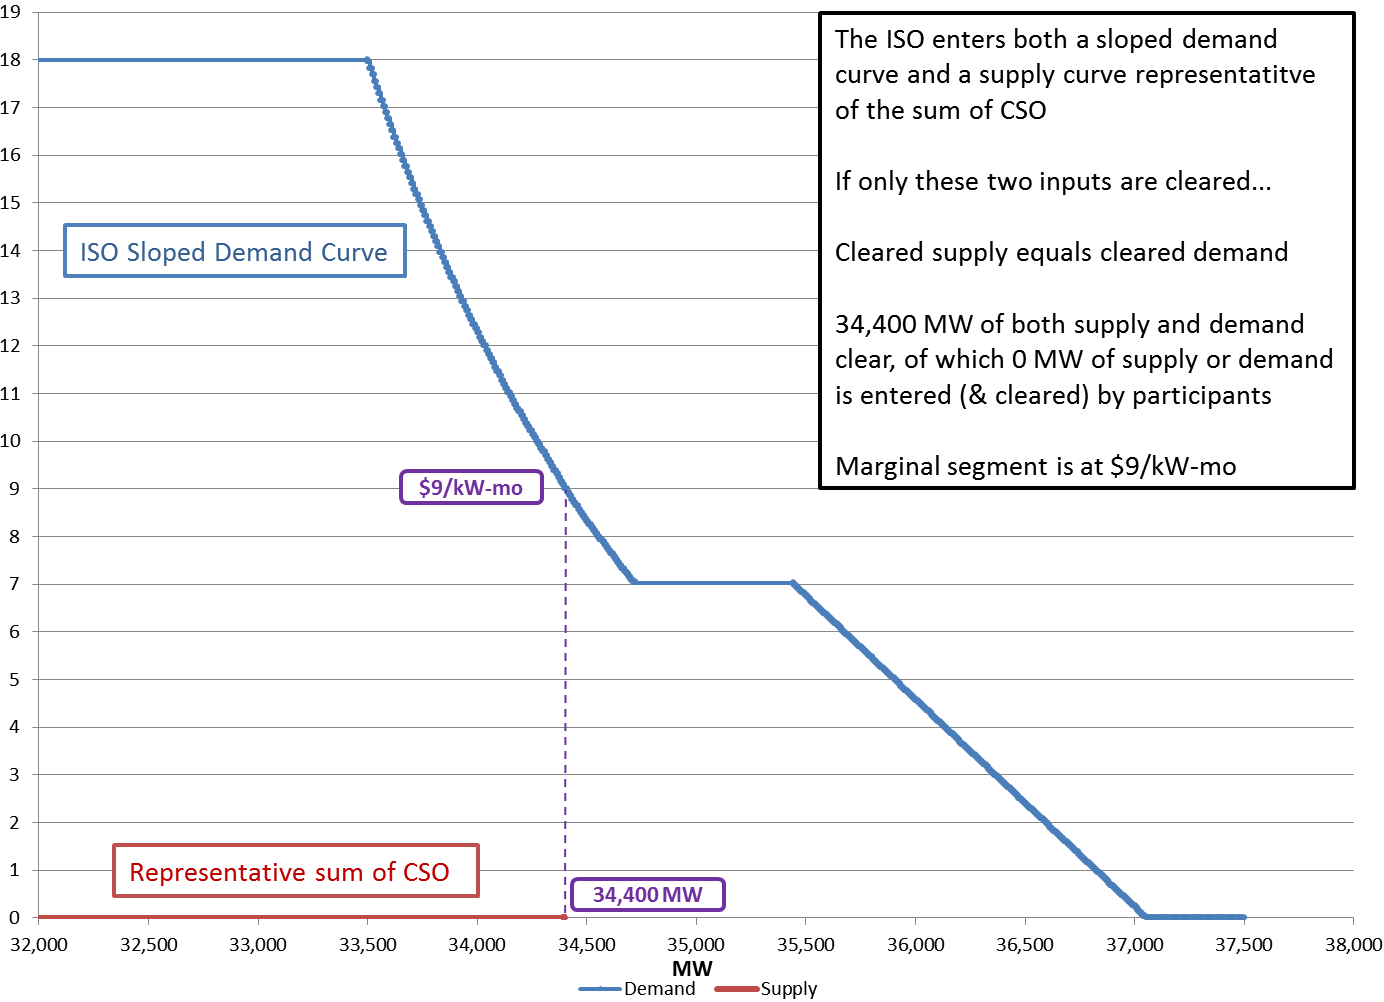 19
18
17
16
15
14
13
12
11
10
9
8
7
6
5
4
3
2
1
0
The ISO enters both a sloped demand
curve and a supply curve representatitve
of the sum of CSO
If only these two inputs are cleared...
Cleared supply equals cleared demand
34,400 MW of both supply and demand
clear, of which 0 MW of supply or demand
is entered (& cleared) by participants
Marginal segment is at $9/kW-mo
ISO Sloped Demand Curve
$9/kW-mo
Representative sum of CSO
34,400 MW
32,000 32,500 33,000 33,500 34,000 34,500 35,000 35,500 36,000 36,500 37,000 37,500 38,000
MW
Demand Supply